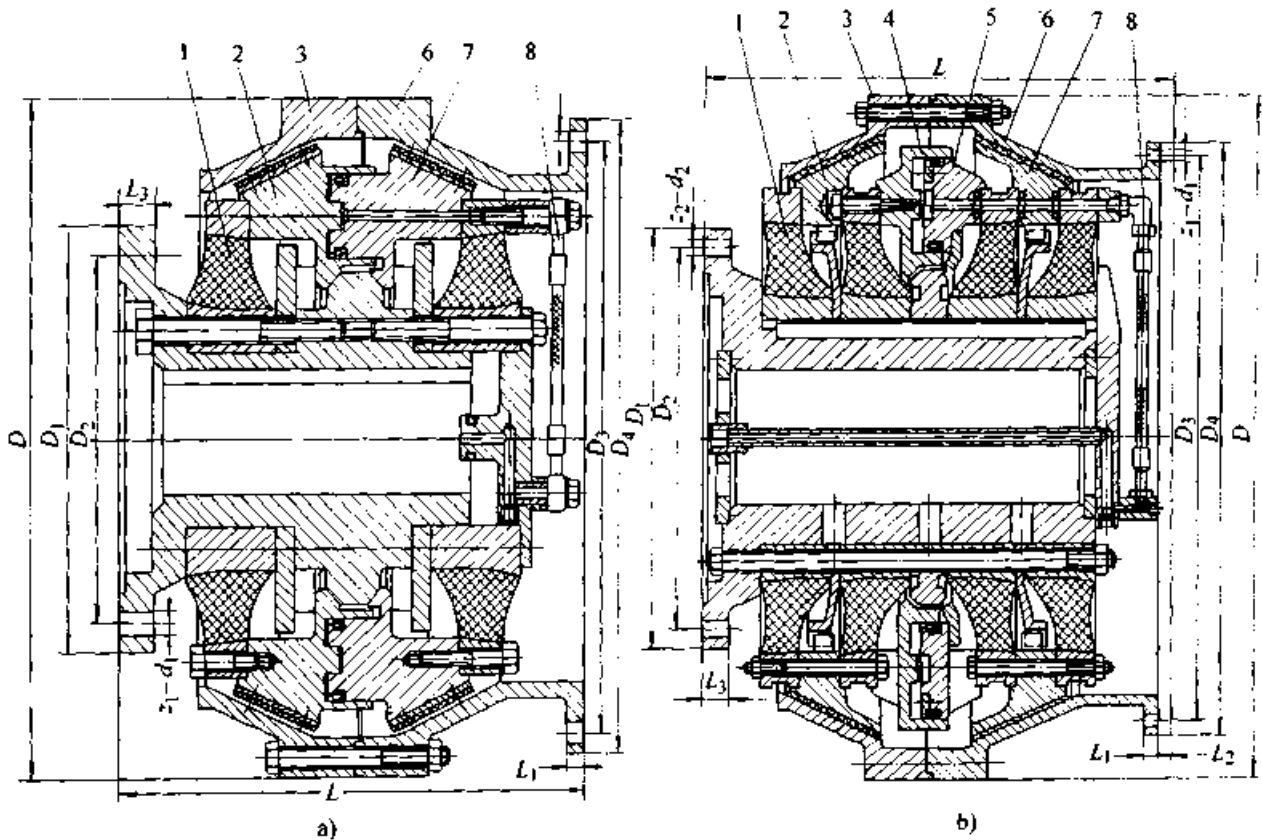 1 2 3 6 7 8
L₃
D
D₁
D₂
z₁-d₁
D₃
D₄
L₁
L
a)
1 2 3 4 5 6 7 8
L
z₂-d₂
z₁-d₁
D₁
D₂
D₃
D₄
D
L₃
L₁
L₂
b)